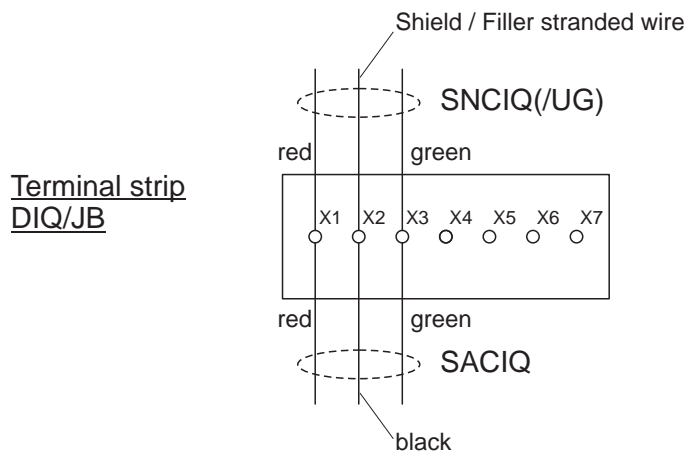 Shield / Filler stranded wire
SNCIQ(/UG)
red green
Terminal strip
DIQ/JB
X1 X2 X3 X4 X5 X6 X7
red green
SACIQ
black